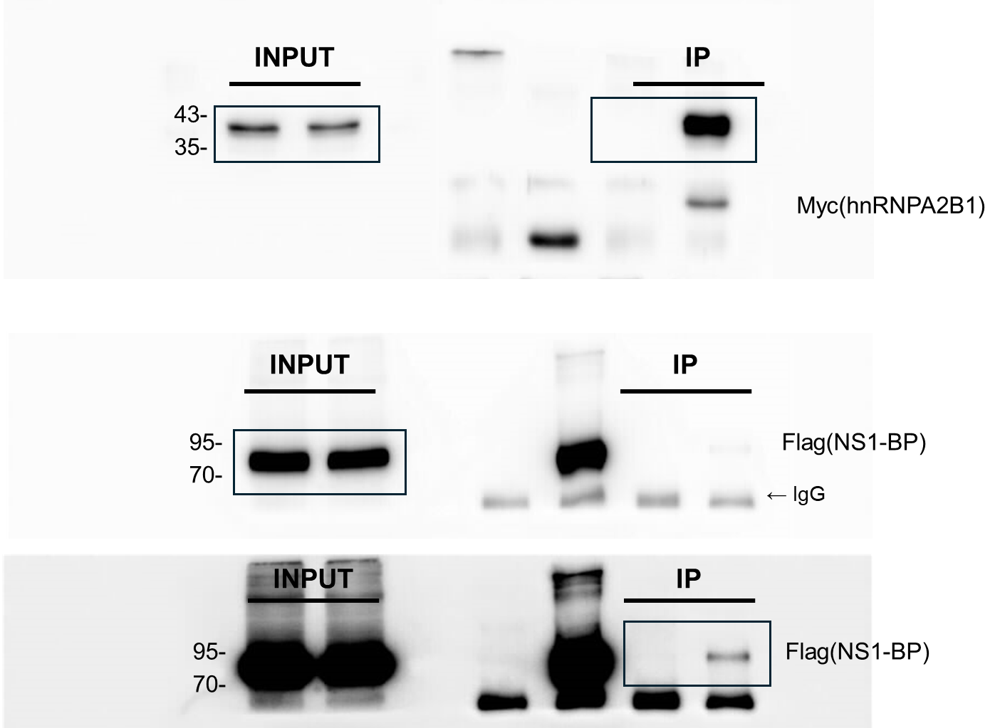 INPUT
IP
43-
35-
Myc(hnRNPA2B1)
INPUT
IP
95-
70-
Flag(NS1-BP)
← IgG
INPUT
IP
95-
70-
Flag(NS1-BP)